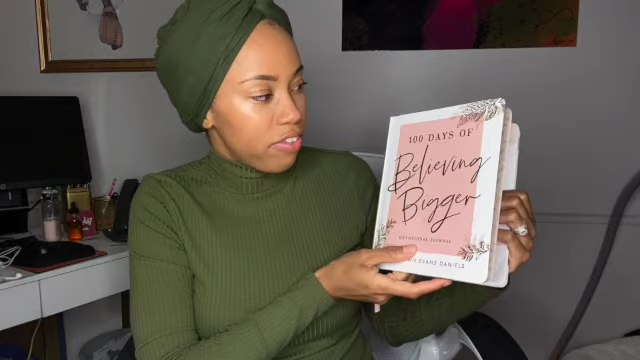 100 DAYS OF
Believing
Bigger
DEVOTIONAL JOURNAL
EVANS DANIELS